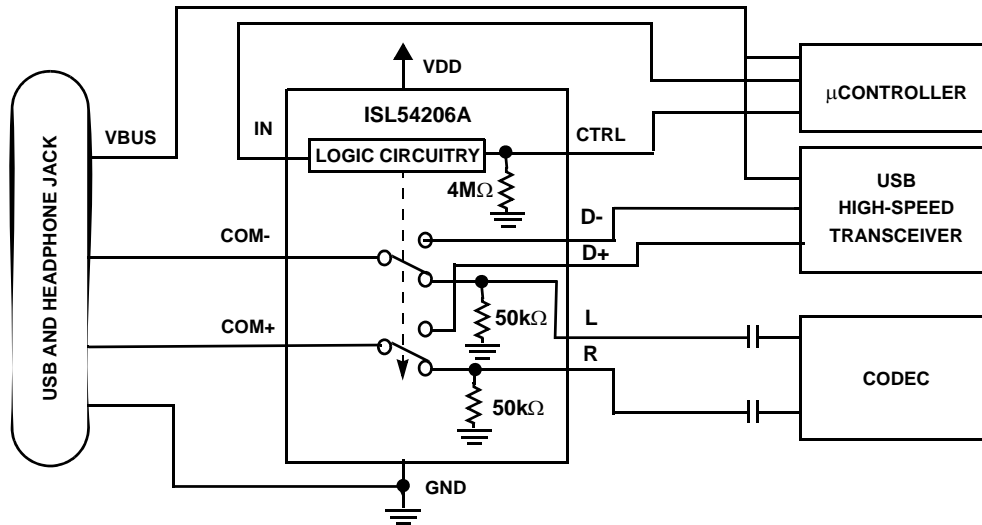 VDD
ISL54206A
IN
CTRL
LOGIC CIRCUITRY
4MΩ
VBUS
USB AND HEADPHONE JACK
COM-
COM+
D-
D+
50kΩ
L
R
50kΩ
GND
μCONTROLLER
USB
HIGH-SPEED
TRANSCEIVER
CODEC